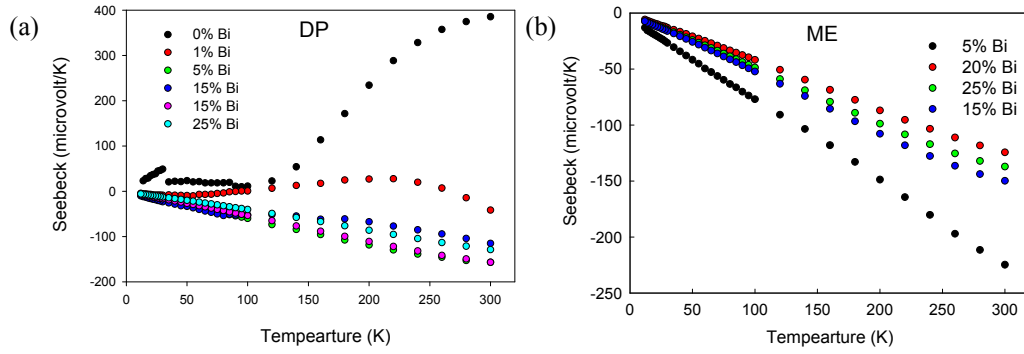 (a)
DP
0% Bi
1% Bi
5% Bi
15% Bi
15% Bi
25% Bi
Seebeck (microvolt/K)
400
300
200
100
0
-100
-200
0 50 100 150 200 250 300
Tempearture (K)
(b)
ME
5% Bi
20% Bi
25% Bi
15% Bi
Seebeck (microvolt/K)
0
-50
-100
-150
-200
-250
0 50 100 150 200 250 300
Tempearture (K)